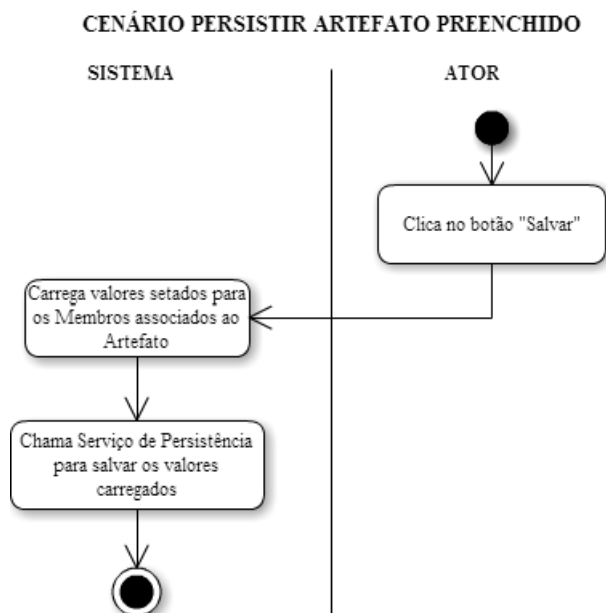 CENÁRIO PERSISTIR ARTEFATO PREENCHIDO
SISTEMA
ATOR
Clica no botão "Salvar"
Carrega valores setados para
os Membros associados ao
Artefato
Chama Serviço de Persistência
para salvar os valores
carregados